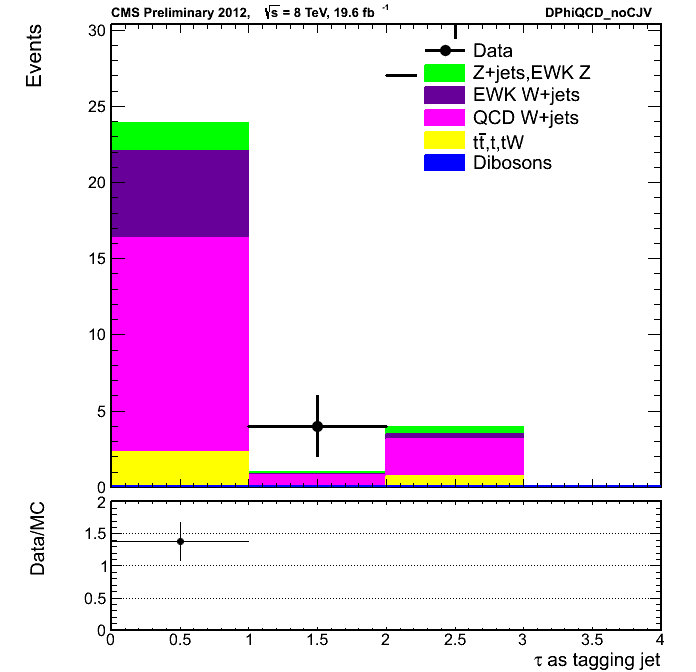 CMS Preliminary 2012, √s = 8 TeV, 19.6 fb⁻¹ DPhiQCD_noCJV
Events
30
25
20
15
10
5
0
Data
Z+jets,EWK Z
EWK W+jets
QCD W+jets
tt̅,t,tW
Dibosons
Data/MC
2
1.5
1
0.5
0
0 0.5 1 1.5 2 2.5 3 3.5 4
τ as tagging jet